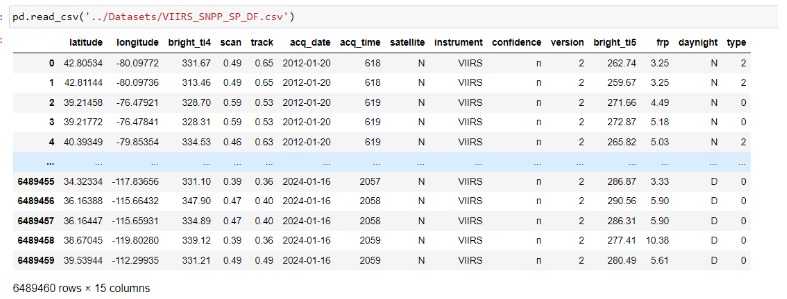 pd.read_csv('../Datasets/VIIRS_SNPP_SP_DF.csv')
latitude longitude bright_ti4 scan track acq_date acq_time satellite instrument confidence version bright_ti5 frp daynight type
0 42.80534 -80.09772 331.67 0.49 0.65 2012-01-20 618 N VIIRS n 2 262.74 3.25 N 2
1 42.81144 -80.09736 313.46 0.49 0.65 2012-01-20 618 N VIIRS n 2 259.67 3.25 N 2
2 39.21458 -76.47921 328.70 0.59 0.53 2012-01-20 619 N VIIRS n 2 271.66 4.49 N 0
3 39.21772 -76.47841 328.31 0.59 0.53 2012-01-20 619 N VIIRS n 2 272.87 5.18 N 0
4 40.39349 -79.85354 334.53 0.46 0.63 2012-01-20 619 N VIIRS n 2 265.82 5.03 N 2
... ... ... ... ... ... ... ... ... ... ... ... ... ... ... ...
6489455 34.32334 -117.83656 331.10 0.39 0.36 2024-01-16 2057 N VIIRS n 2 286.87 3.33 D 0
6489456 36.16388 -115.66432 347.90 0.47 0.40 2024-01-16 2058 N VIIRS n 2 290.56 5.90 D 0
6489457 36.16447 -115.65931 334.89 0.47 0.40 2024-01-16 2058 N VIIRS n 2 286.31 5.90 D 0
6489458 38.67045 -119.80280 339.12 0.39 0.36 2024-01-16 2059 N VIIRS n 2 277.41 10.38 D 0
6489459 39.53944 -112.29935 331.21 0.49 0.49 2024-01-16 2059 N VIIRS n 2 280.49 5.61 D 0
6489460 rows × 15 columns